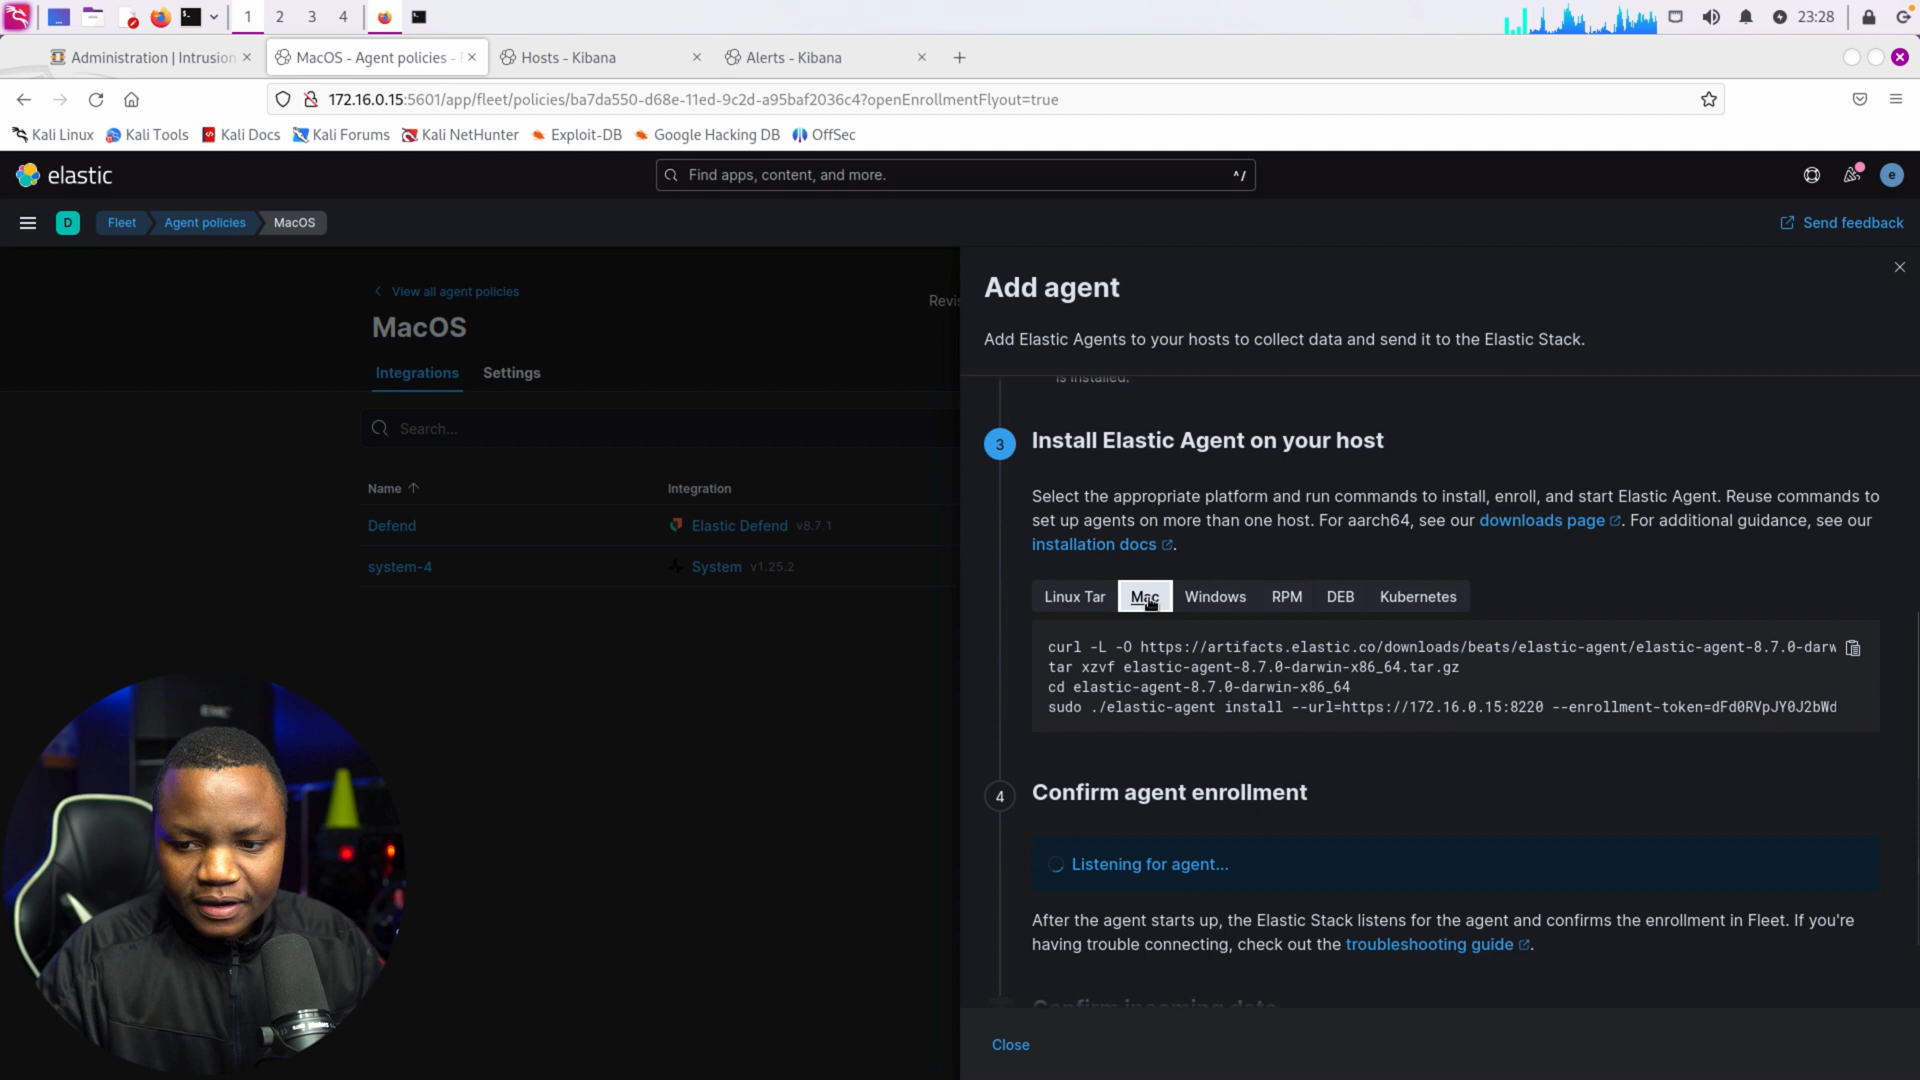 1 2 3 4 23:28
Administration | Intrusion
MacOS - Agent policies -
Hosts - Kibana
Alerts - Kibana
172.16.0.15:5601/app/fleet/policies/ba7da550-d68e-11ed-9c2d-a95baf2036c4?openEnrollmentFlyout=true
Kali Linux Kali Tools Kali Docs Kali Forums Kali NetHunter Exploit-DB Google Hacking DB OffSec
elastic
Find apps, content, and more. ^/
e
D Fleet Agent policies MacOS
Send feedback
View all agent policies
Revis
MacOS
Integrations Settings
Search...
Name Integration
Defend Elastic Defend v8.7.1
system-4 System v1.25.2
Add agent
Add Elastic Agents to your hosts to collect data and send it to the Elastic Stack.
is installed.
3 Install Elastic Agent on your host
Select the appropriate platform and run commands to install, enroll, and start Elastic Agent. Reuse commands to
set up agents on more than one host. For aarch64, see our downloads page. For additional guidance, see our
installation docs.
Linux Tar Mac Windows RPM DEB Kubernetes
curl -L -O https://artifacts.elastic.co/downloads/beats/elastic-agent/elastic-agent-8.7.0-darw
tar xzvf elastic-agent-8.7.0-darwin-x86_64.tar.gz
cd elastic-agent-8.7.0-darwin-x86_64
sudo ./elastic-agent install --url=https://172.16.0.15:8220 --enrollment-token=dFd0RVpJY0J2bWd
4 Confirm agent enrollment
Listening for agent...
After the agent starts up, the Elastic Stack listens for the agent and confirms the enrollment in Fleet. If you're
having trouble connecting, check out the troubleshooting guide.
Confirm incoming data
Close